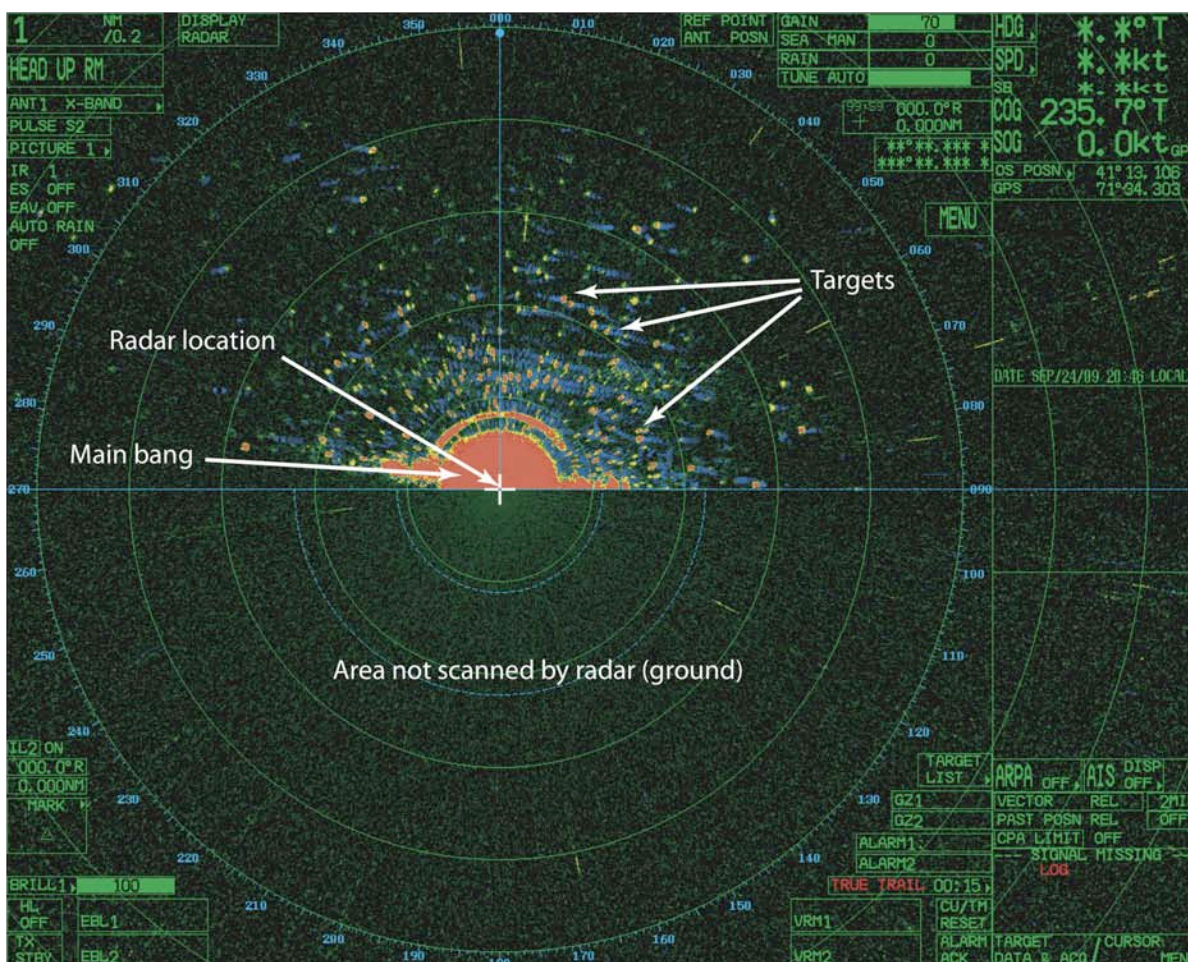 1 NM /0.2
HEAD UP RM
ANT1 X-BAND
PULSE S2
PICTURE 1
IR 1
ES OFF
EAV OFF
AUTO RAIN
OFF
DISPLAY
RADAR
REF POINT
ANT POSN
GAIN 70
SEA MAN 0
RAIN 0
TUNE AUTO
99:59 000.0°R
+ 0.000NM
**°**.*** *
***°**.*** *
MENU
HDG *.*°T
SPD *.*kt
SB *.*kt
COG 235.7°T
SOG 0.0kt
OS POSN 41°13.106
GPS 71°34.303
DATE SEP/24/09 20:46 LOCAL
000
010
020
030
040
050
060
070
080
090
100
110
120
130
140
150
160
200
210
220
230
240
250
260
270
280
290
300
310
320
330
340
350
Targets
Radar location
Main bang
Area not scanned by radar (ground)
IL2 ON
000.0°R
0.000NM
MARK
BRILL1 100
HL
OFF
TX
STBY
EBL1
EBL2
TARGET
LIST
GZ1
GZ2
ALARM1
ALARM2
TRUE TRAIL 00:15
VRM1
VRM2
CU/TM
RESET
ALARM
ACK
ARPA OFF
AIS DISP OFF
VECTOR REL 2MI
PAST POSN REL OFF
CPA LIMIT OFF
--- SIGNAL MISSING
LOG
TARGET
DATA & ACQ
/ CURSOR
MEN